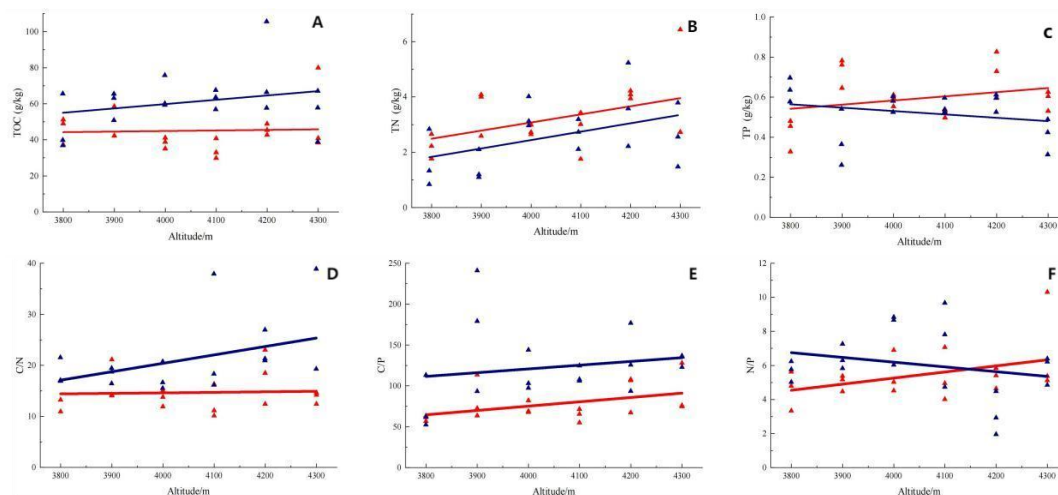 A
TOC (g/kg)
100
80
60
40
20
0
3800 3900 4000 4100 4200 4300
Altitude/m
B
TN (g/kg)
6
4
2
0
3800 3900 4000 4100 4200 4300
Altitude/m
C
TP (g/kg)
1.0
0.8
0.6
0.4
0.2
0.0
3800 3900 4000 4100 4200 4300
Altitude/m
D
C/N
40
30
20
10
0
3800 3900 4000 4100 4200 4300
Altitude/m
E
C/P
250
200
150
100
50
0
3800 3900 4000 4100 4200 4300
Altitude/m
F
N/P
12
10
8
6
4
2
0
3800 3900 4000 4100 4200 4300
Altitude/m